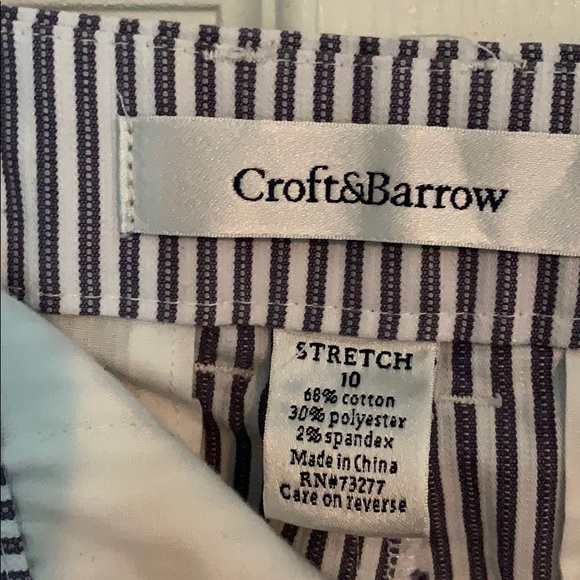 Croft&Barrow
STRETCH
10
68% cotton
30% polyester
2% spandex
Made in China
RN#73277
Care on reverse